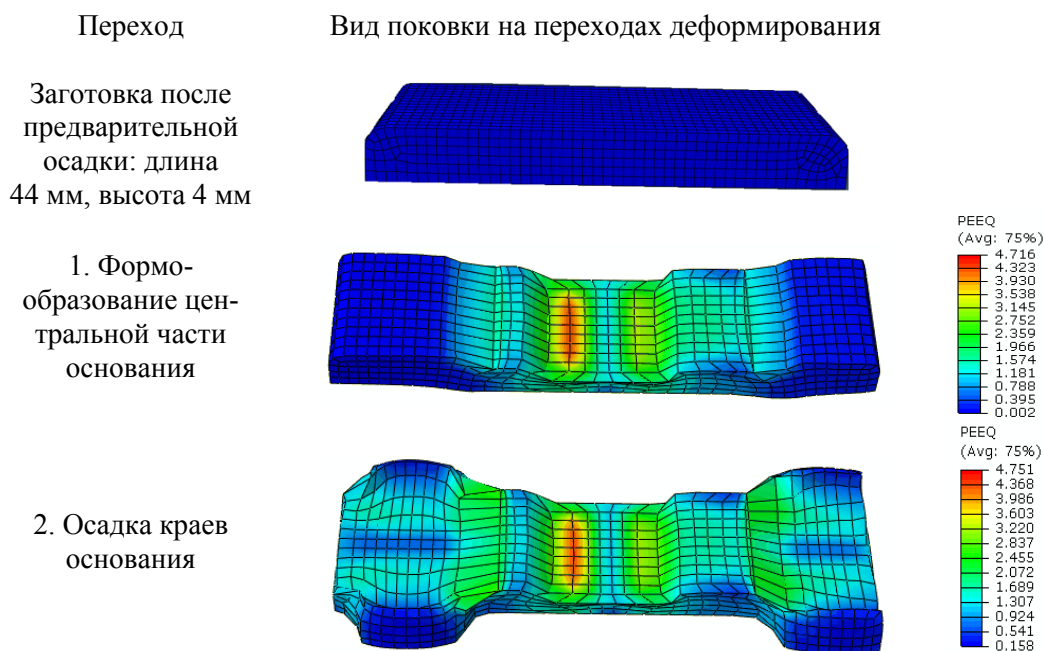 Переход
Вид поковки на переходах деформирования
Заготовка после
предварительной
осадки: длина
44 мм, высота 4 мм
1. Формо-
образование цен-
тральной части
основания
PEEQ
(Avg: 75%)
4.716
4.323
3.930
3.538
3.145
2.752
2.359
1.966
1.574
1.181
0.788
0.395
0.002
2. Осадка краев
основания
PEEQ
(Avg: 75%)
4.751
4.368
3.986
3.603
3.220
2.837
2.455
2.072
1.689
1.307
0.924
0.541
0.158